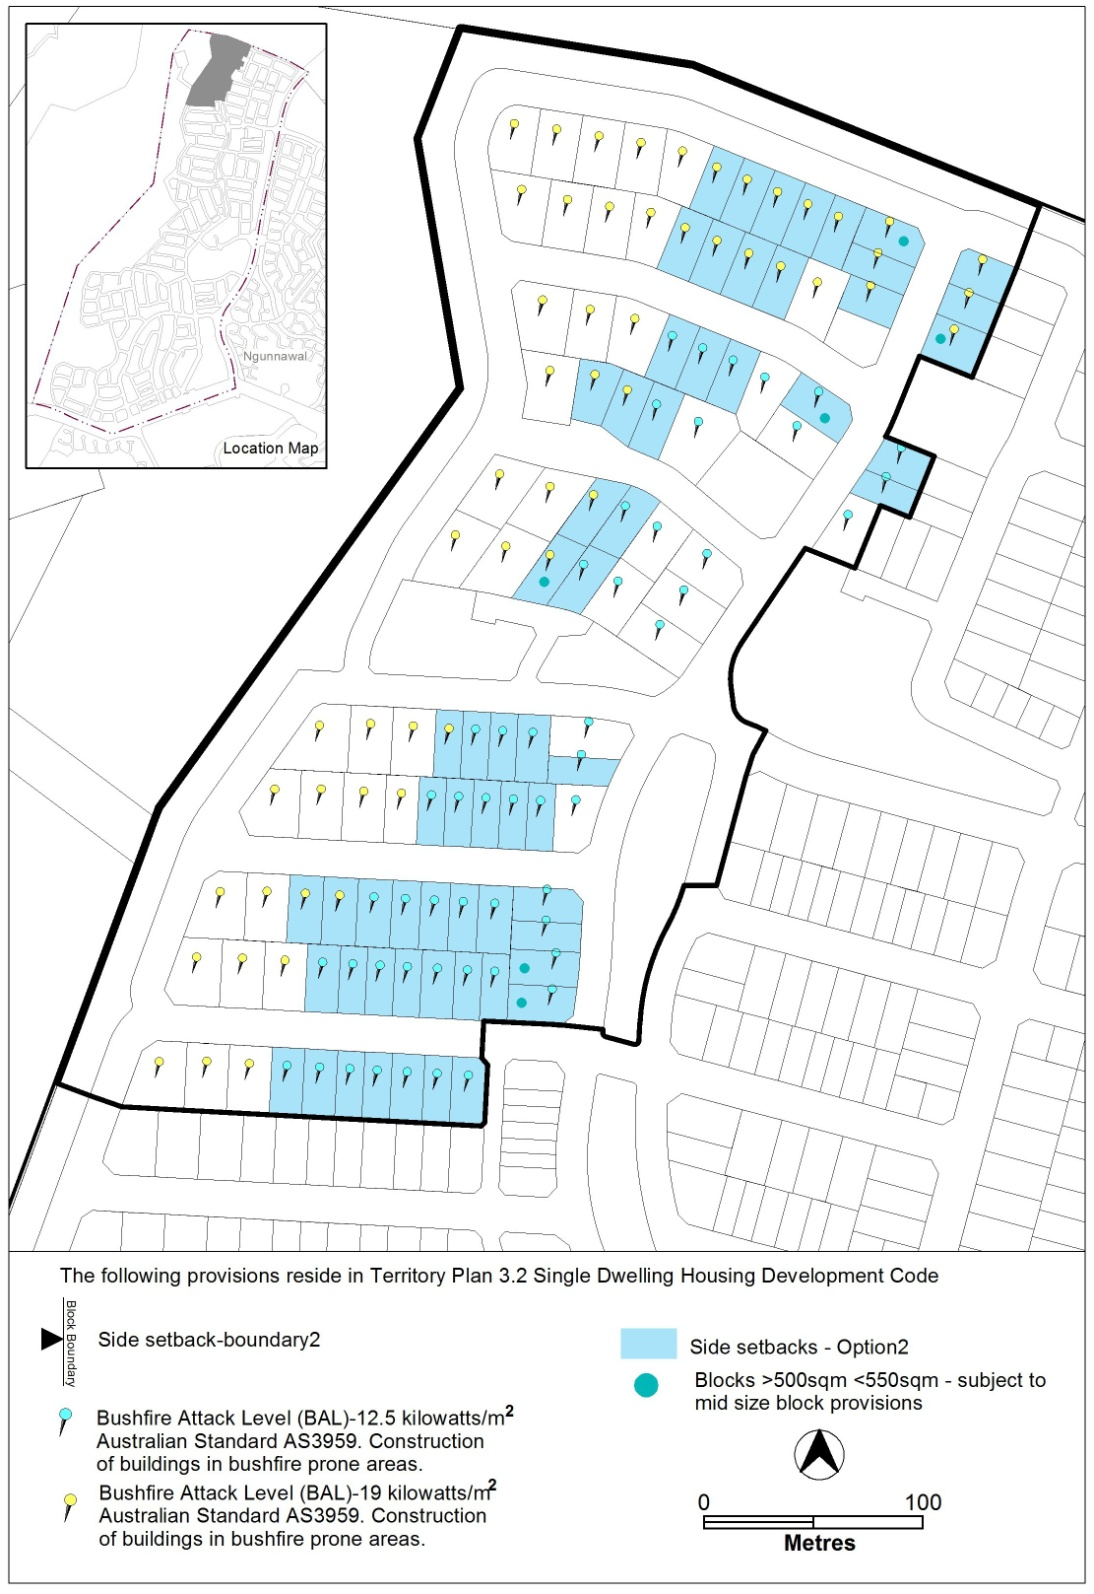 Ngunnawal
Location Map
The following provisions reside in Territory Plan 3.2 Single Dwelling Housing Development Code
Block Boundary
Side setback-boundary2
Bushfire Attack Level (BAL)-12.5 kilowatts/m²
Australian Standard AS3959. Construction
of buildings in bushfire prone areas.
Bushfire Attack Level (BAL)-19 kilowatts/m²
Australian Standard AS3959. Construction
of buildings in bushfire prone areas.
Side setbacks - Option2
Blocks >500sqm <550sqm - subject to
mid size block provisions
0 100
Metres